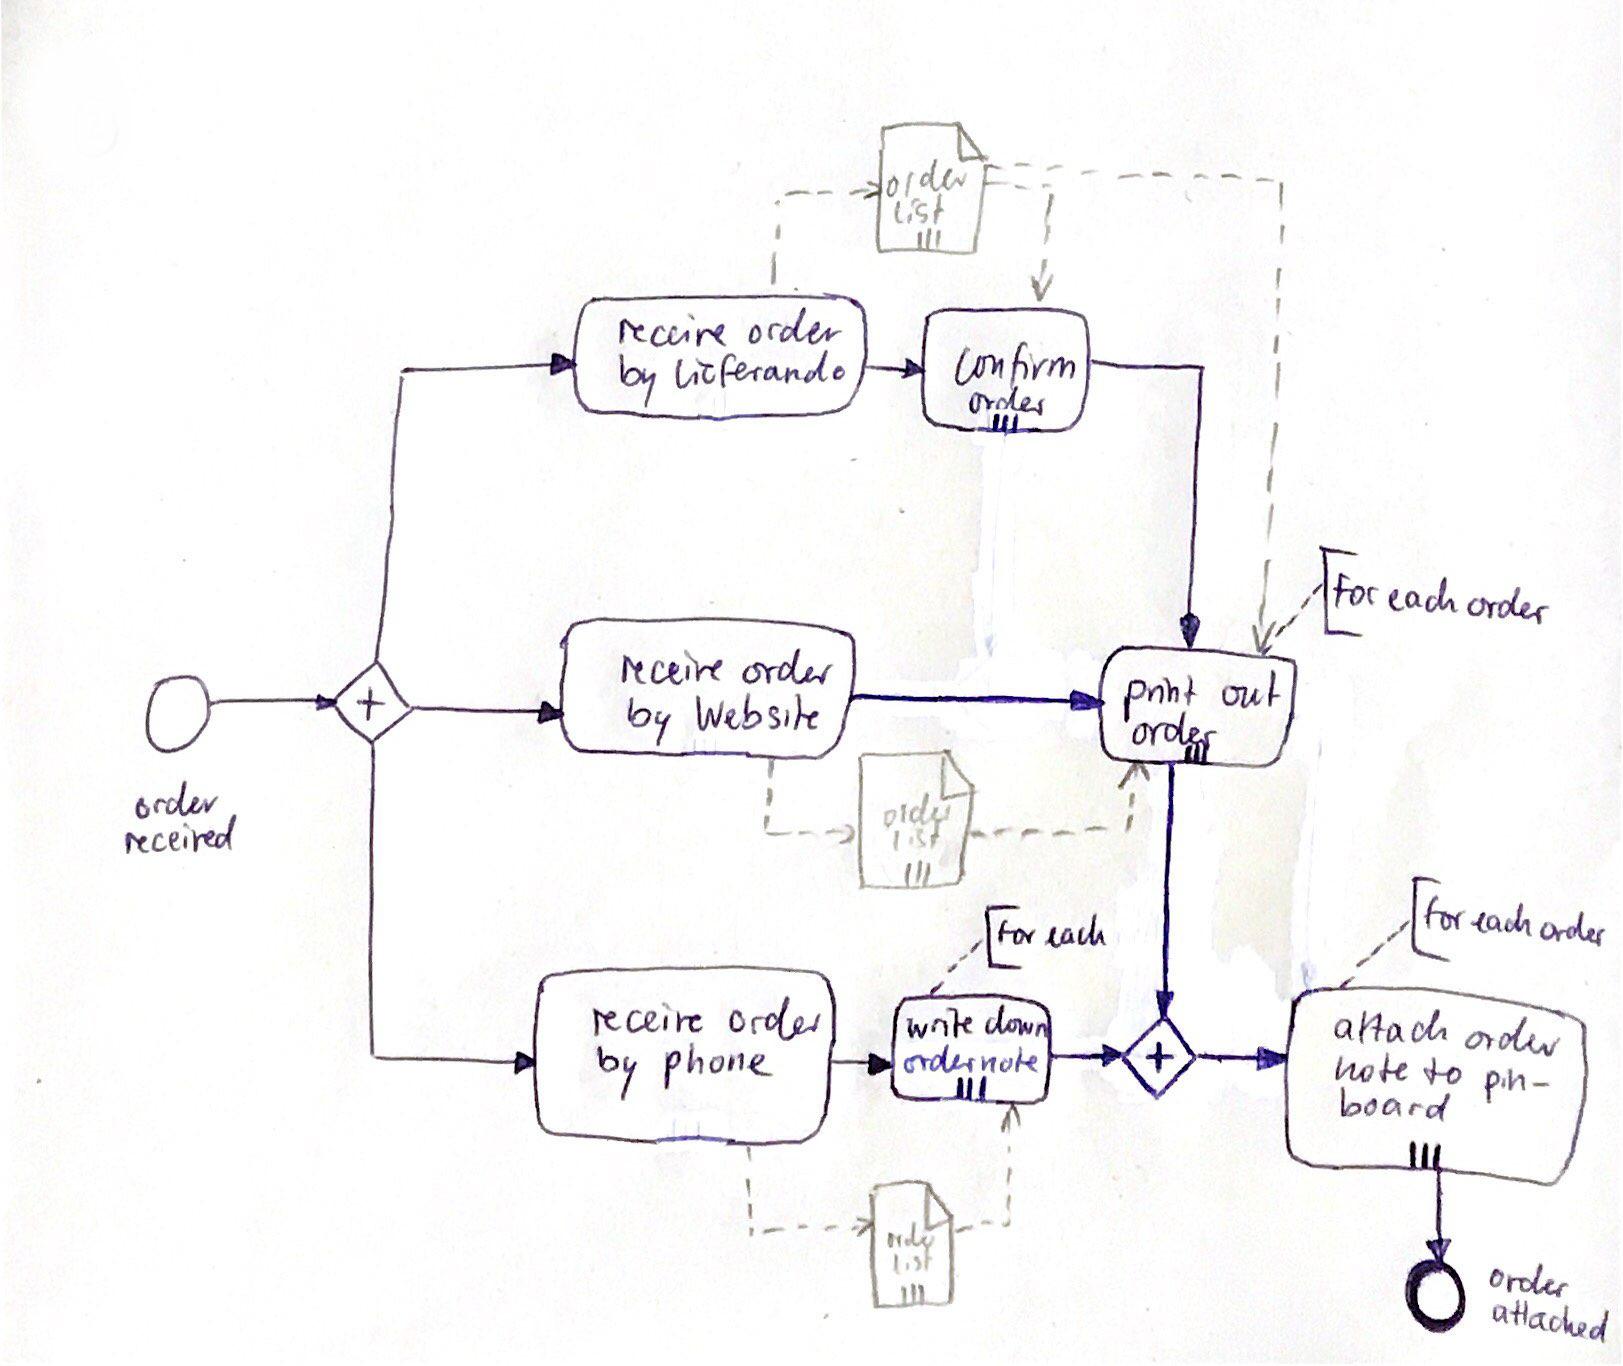 order
list
receive order
by Lieferando
confirm
order
for each order
order
received
receive order
by Website
print out
order
order
list
for each
receive order
by phone
write down
ordernote
for each order
attach order
note to pin-
board
order
list
order
attached